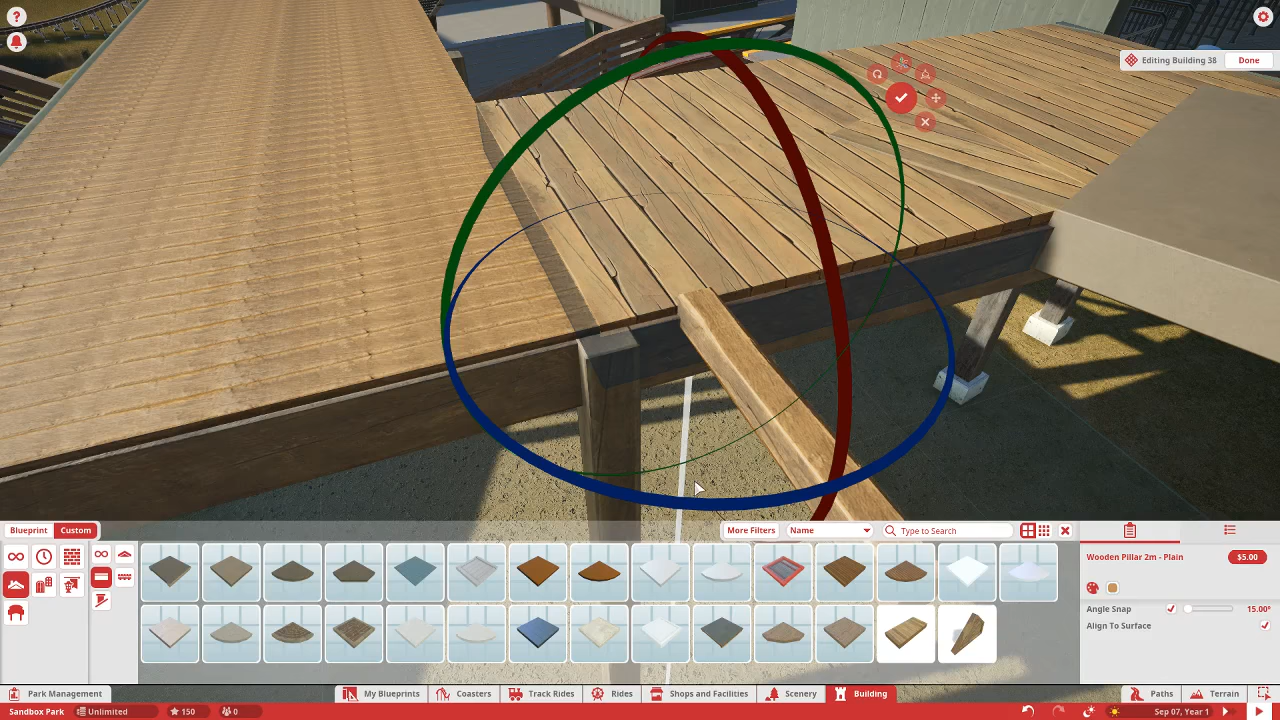 ?
Editing Building 38 Done
Blueprint Custom More Filters Name Type to Search
Wooden Pillar 2m - Plain $5.00
Angle Snap 15.00°
Align To Surface
Park Management My Blueprints Coasters Track Rides Rides Shops and Facilities Scenery Building Paths Terrain
Sandbox Park Unlimited 150 0 Sep 07, Year 1